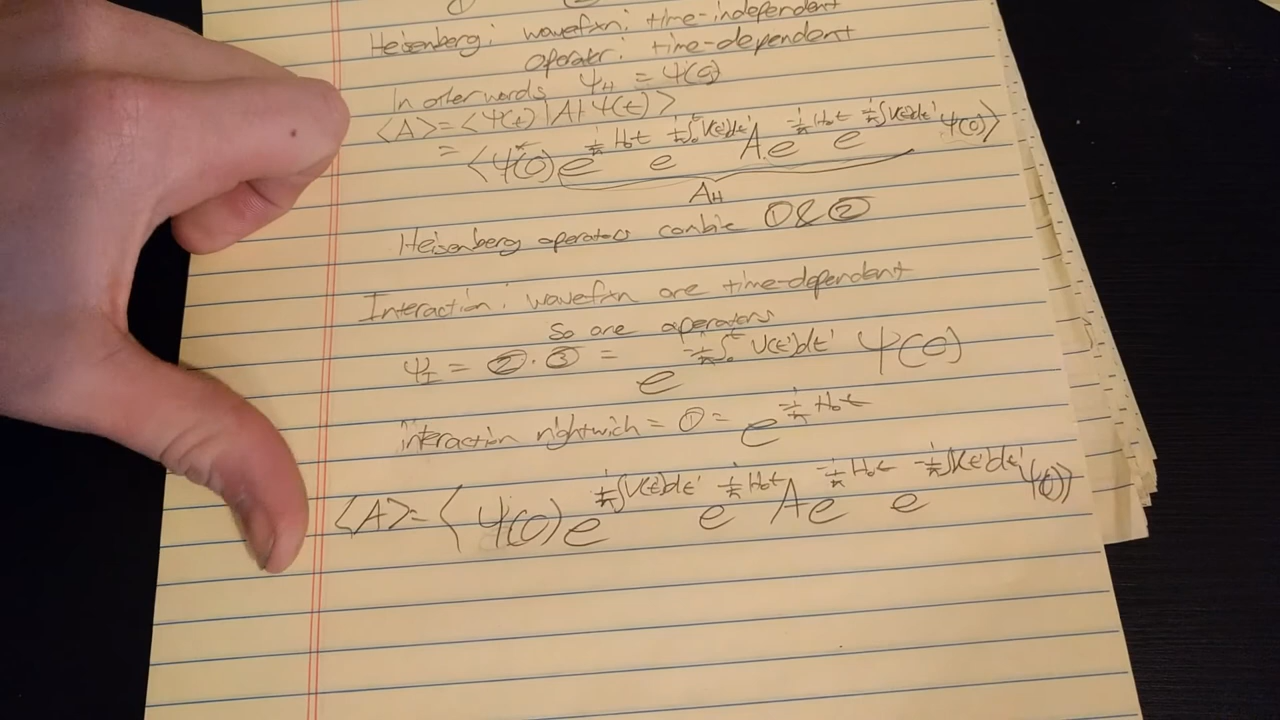 Heisenberg: wavefxn: time-independent
operator: time-dependent
In other words Ψ_H = Ψ(0)
⟨A⟩ = ⟨Ψ(t)|A|Ψ(t)⟩
= ⟨Ψ*(0) e^{i/ħ H₀t} e^{i/ħ ∫₀ᵗ V(t')dt'} A e^{-i/ħ H₀t} e^{-i/ħ ∫V(t')dt'} Ψ(0)⟩
A_H
Heisenberg operators combie ①&②
Interaction: wavefxn are time-dependent
So are operators
Ψ_I = ②·③ = e^{-i/ħ ∫₀ᵗ V(t')dt'} Ψ(0)
interaction = ① = e^{-i/ħ H₀t}
⟨A⟩ = ⟨Ψ(0) e^{i/ħ ∫V(t')dt'} e^{i/ħ H₀t} A e^{-i/ħ H₀t} e^{-i/ħ ∫V(t')dt'} Ψ(0)⟩